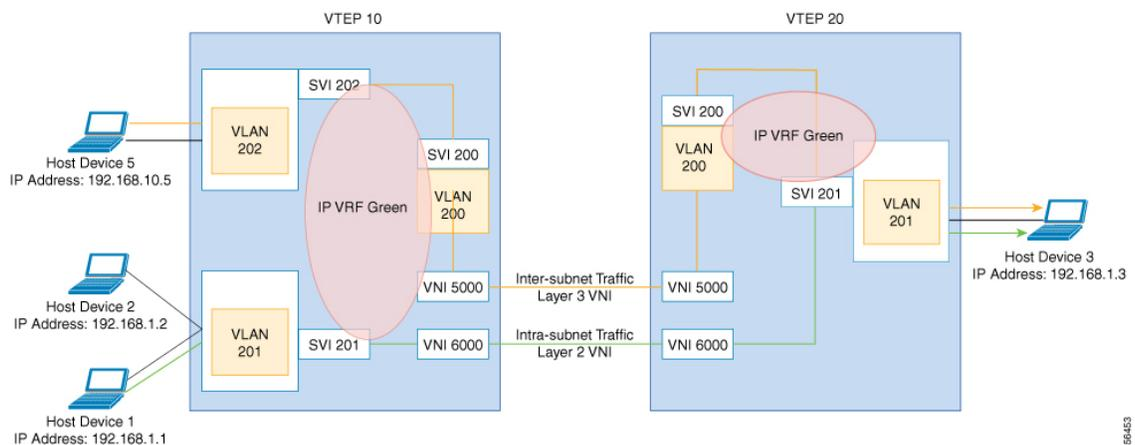 VTEP 10
VTEP 20
SVI 202
VLAN
202
Host Device 5
IP Address: 192.168.10.5
SVI 200
VLAN
200
IP VRF Green
SVI 200
VLAN
200
IP VRF Green
SVI 201
VLAN
201
Host Device 3
IP Address: 192.168.1.3
Host Device 2
IP Address: 192.168.1.2
VNI 5000
Inter-subnet Traffic
Layer 3 VNI
VNI 5000
VLAN
201
SVI 201
VNI 6000
Intra-subnet Traffic
Layer 2 VNI
VNI 6000
Host Device 1
IP Address: 192.168.1.1